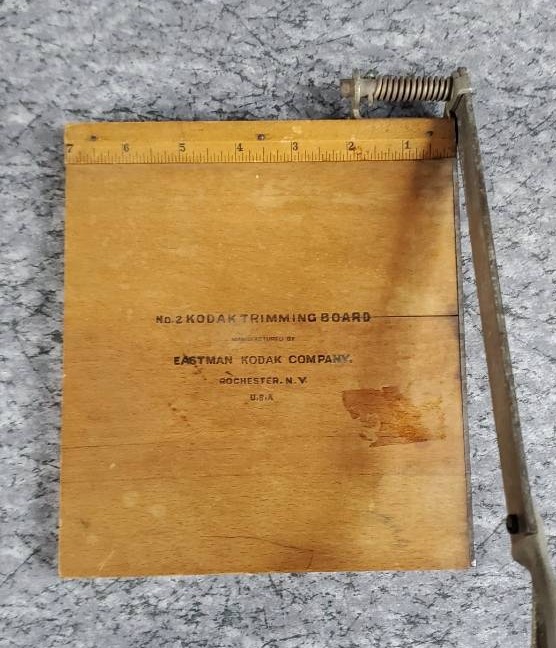 7 6 5 4 3 2 1
No. 2 KODAK TRIMMING BOARD
MANUFACTURED BY
EASTMAN KODAK COMPANY.
ROCHESTER. N.Y.
U.S.A